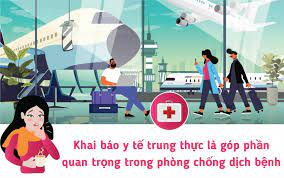 Khai báo y tế trung thực là góp phần
quan trọng trong phòng chống dịch bệnh